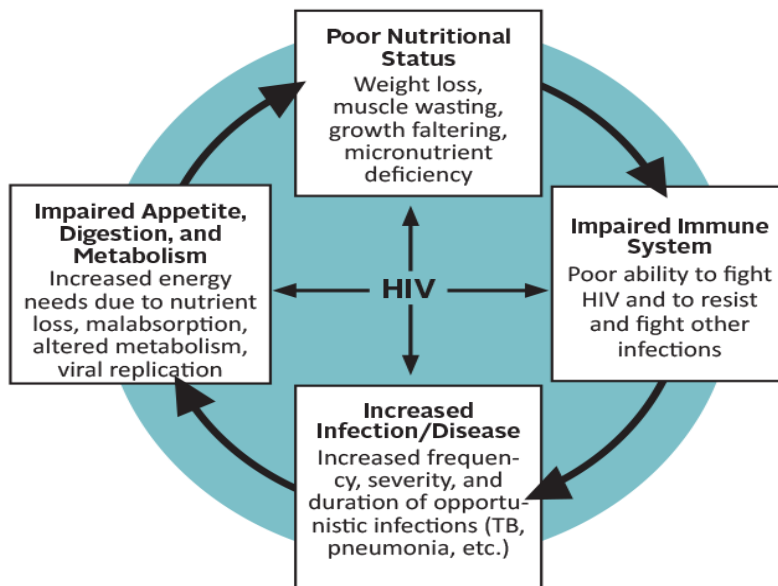 Poor Nutritional
Status
Weight loss,
muscle wasting,
growth faltering,
micronutrient
deficiency
Impaired Appetite,
Digestion, and
Metabolism
Increased energy
needs due to nutrient
loss, malabsorption,
altered metabolism,
viral replication
HIV
Impaired Immune
System
Poor ability to fight
HIV and to resist
and fight other
infections
Increased
Infection/Disease
Increased frequen-
cy, severity, and
duration of opportu-
nistic infections (TB,
pneumonia, etc.)